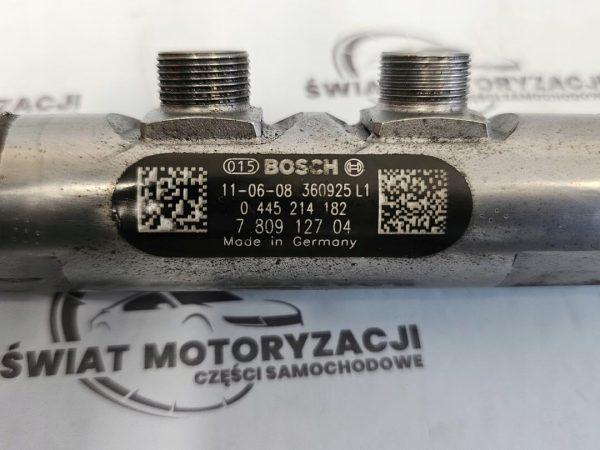 ŚWIAT MOTORYZACJI
015 BOSCH
11-06-08 360925 L1
0 445 214 182
7 809 127 04
Made in Germany
ŚWIAT MOTORYZACJI
CZĘŚCI SAMOCHODOWE